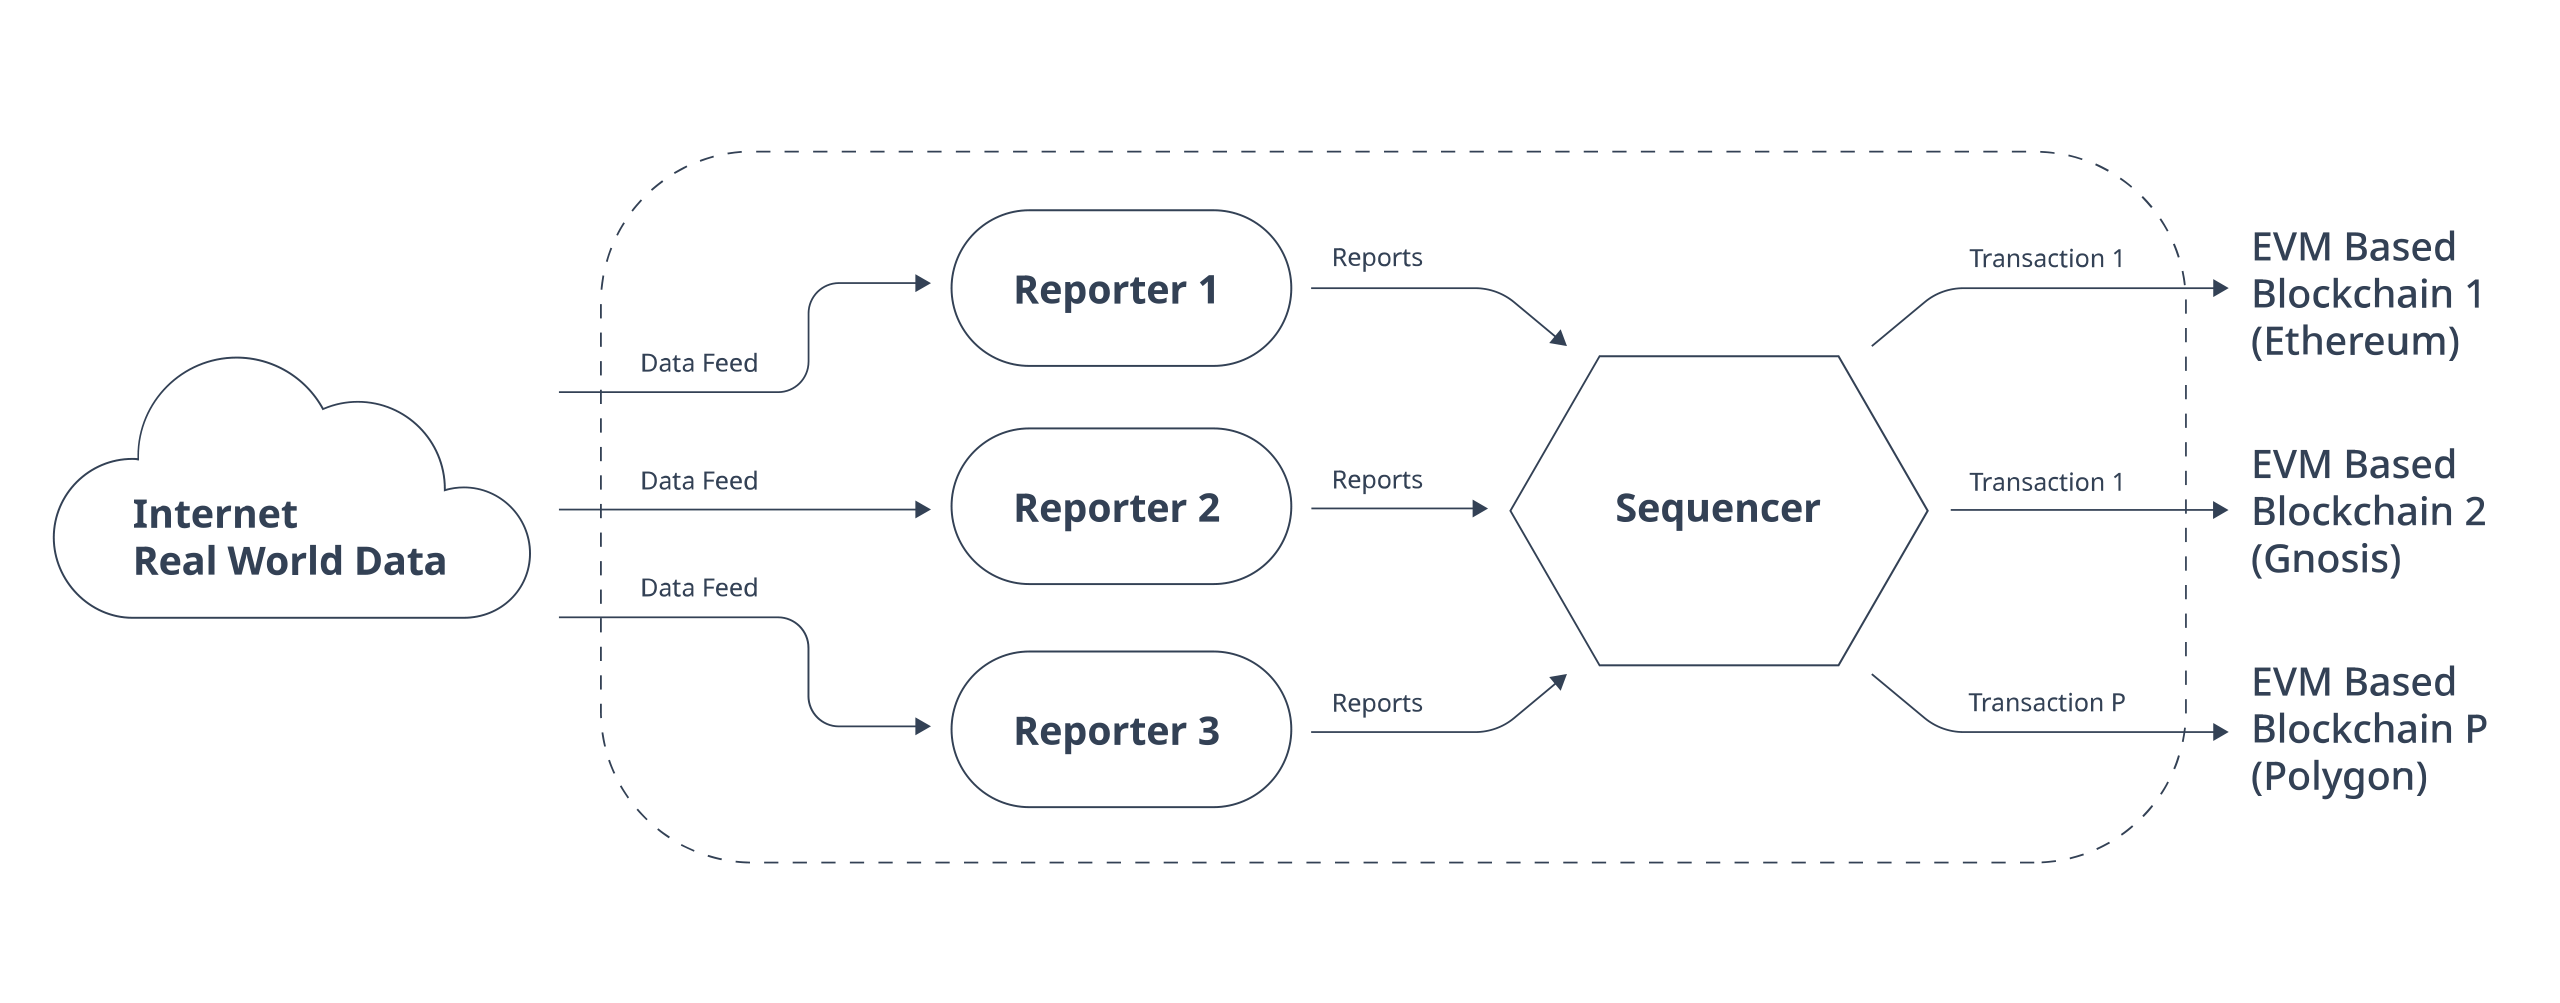 Internet
Real World Data
Data Feed
Data Feed
Data Feed
Reporter 1
Reporter 2
Reporter 3
Reports
Reports
Reports
Sequencer
Transaction 1
Transaction 1
Transaction P
EVM Based
Blockchain 1
(Ethereum)
EVM Based
Blockchain 2
(Gnosis)
EVM Based
Blockchain P
(Polygon)